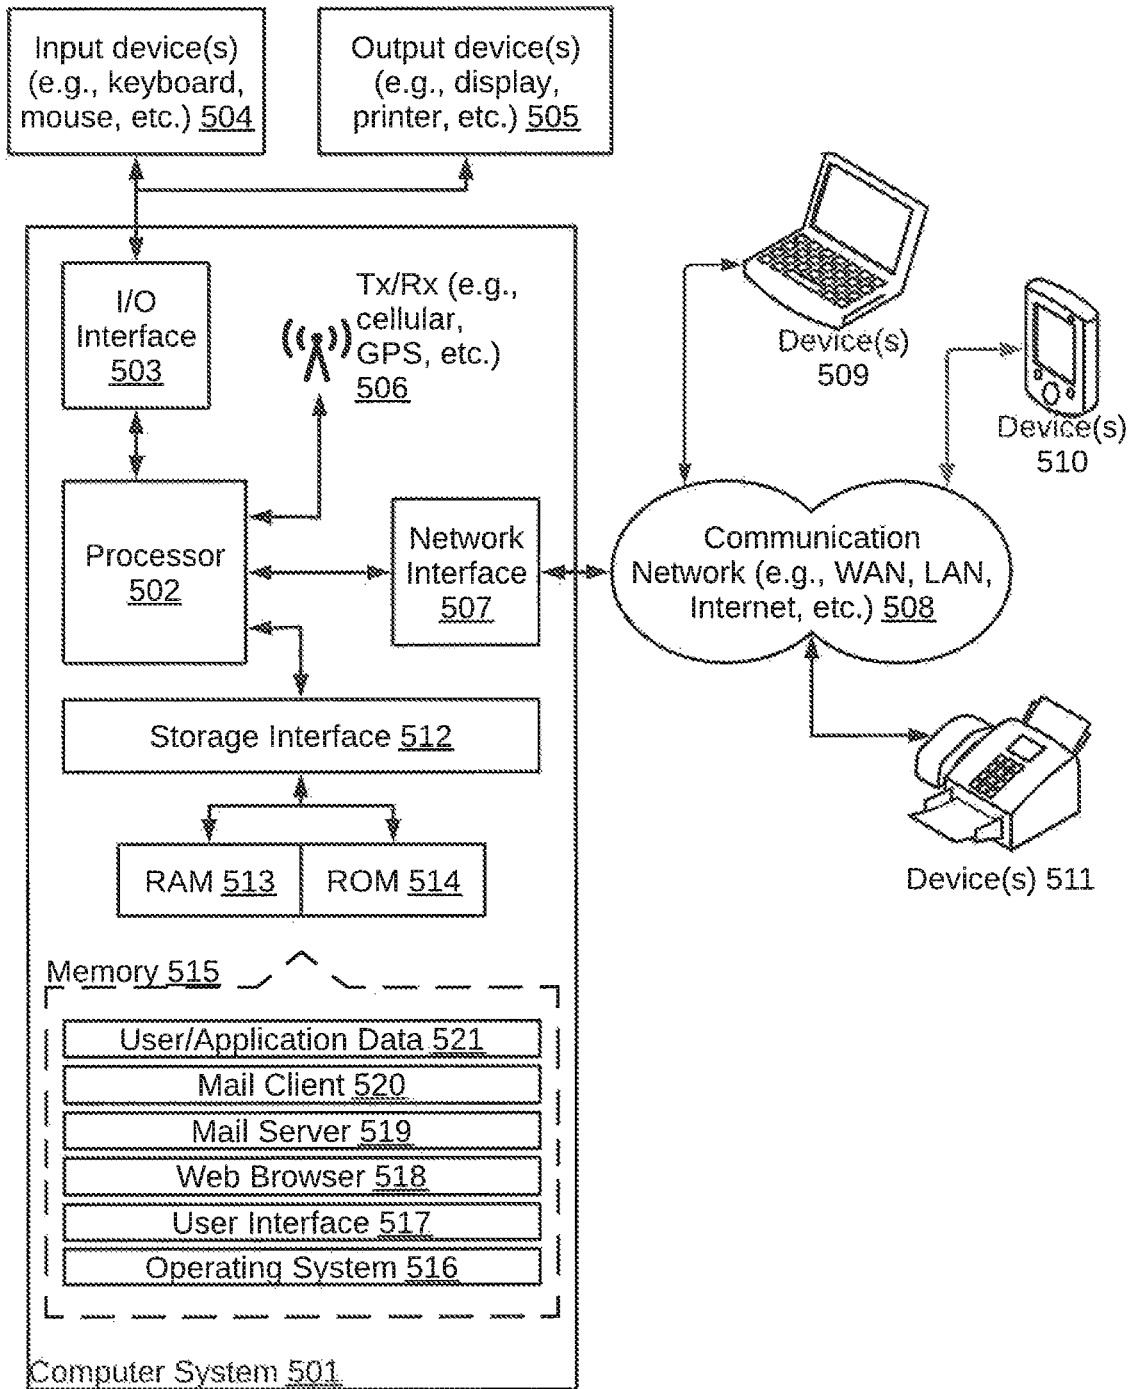 Input device(s)
(e.g., keyboard,
mouse, etc.) 504
Output device(s)
(e.g., display,
printer, etc.) 505
I/O
Interface
503
Tx/Rx (e.g.,
cellular,
GPS, etc.)
506
Device(s)
509
Device(s)
510
Processor
502
Network
Interface
507
Communication
Network (e.g., WAN, LAN,
Internet, etc.) 508
Storage Interface 512
RAM 513
ROM 514
Device(s) 511
Memory 515
User/Application Data 521
Mail Client 520
Mail Server 519
Web Browser 518
User Interface 517
Operating System 516
Computer System 501